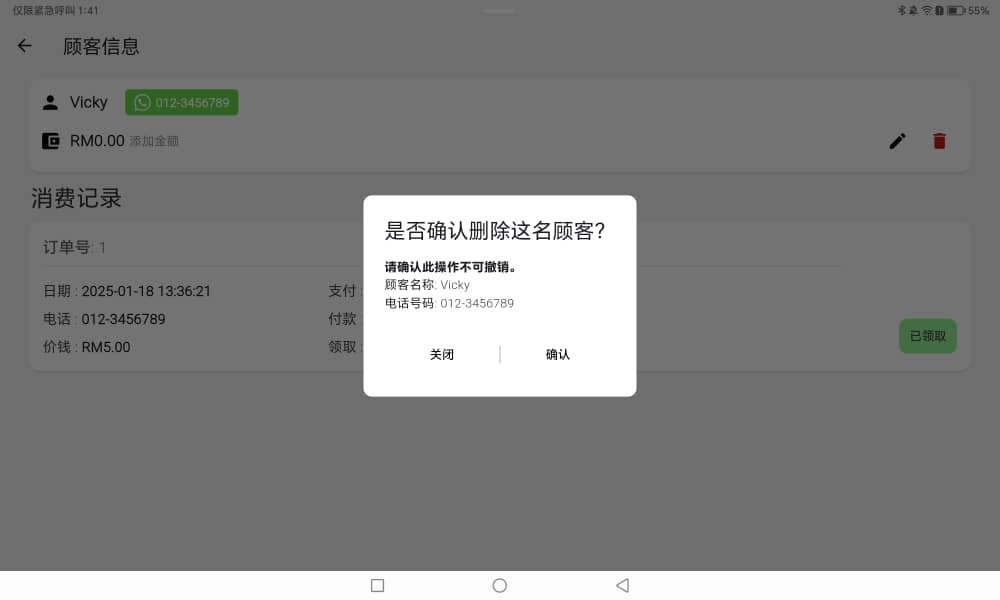 仅限紧急呼叫 1:41
55%
顾客信息
Vicky 012-3456789
RM0.00 添加金额
消费记录
是否确认删除这名顾客?
请确认此操作不可撤销。
顾客名称: Vicky
电话号码: 012-3456789
关闭
确认
订单号: 1
日期 : 2025-01-18 13:36:21
支付 :
电话 : 012-3456789
付款 :
价钱 : RM5.00
领取 :
已领取